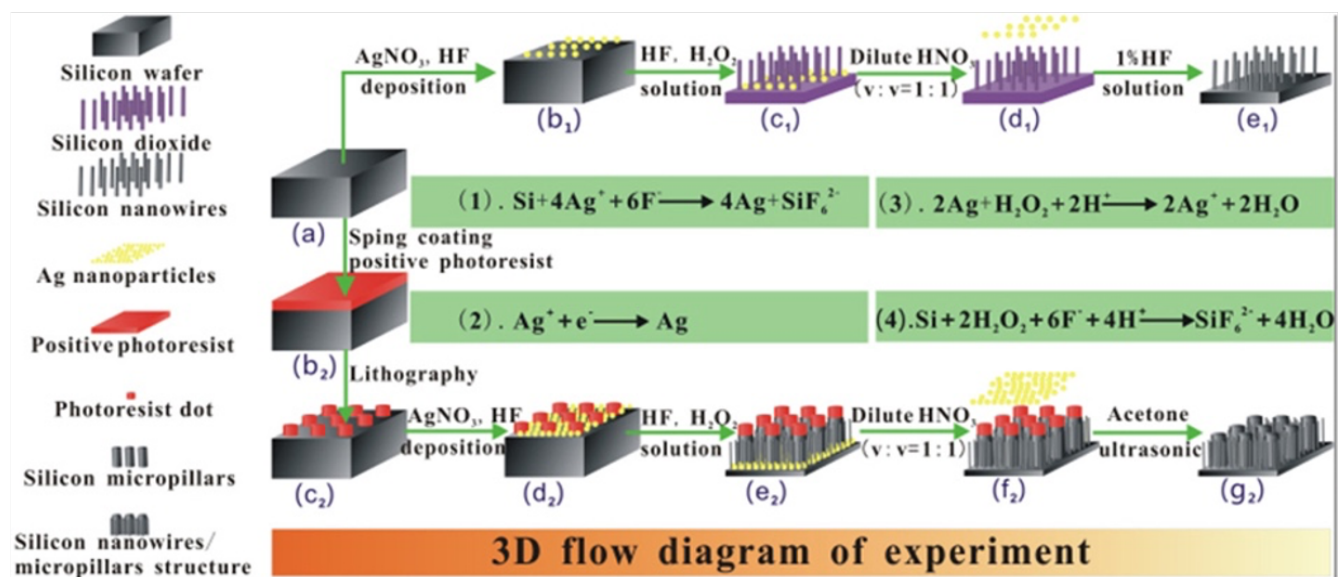 Silicon wafer
Silicon dioxide
Silicon nanowires
Ag nanoparticles
Positive photoresist
Photoresist dot
Silicon micropillars
Silicon nanowires/
micropillars structure
AgNO₃, HF
deposition
(b₁)
HF, H₂O₂
solution
(c₁)
Dilute HNO₃
(v:v=1:1)
(d₁)
1%HF
solution
(e₁)
(a)
(1). Si+4Ag⁺+6F⁻→4Ag+SiF₆²⁻
(3). 2Ag+H₂O₂+2H⁺→2Ag⁺+2H₂O
Sping coating
positive photoresist
(b₂)
(2). Ag⁺+e⁻→Ag
(4).Si+2H₂O₂+6F⁻+4H⁺→SiF₆²⁻+4H₂O
Lithography
(c₂)
AgNO₃, HF
deposition
(d₂)
HF, H₂O₂
solution
(e₂)
Dilute HNO₃
(v:v=1:1)
(f₂)
Acetone
ultrasonic
(g₂)
3D flow diagram of experiment